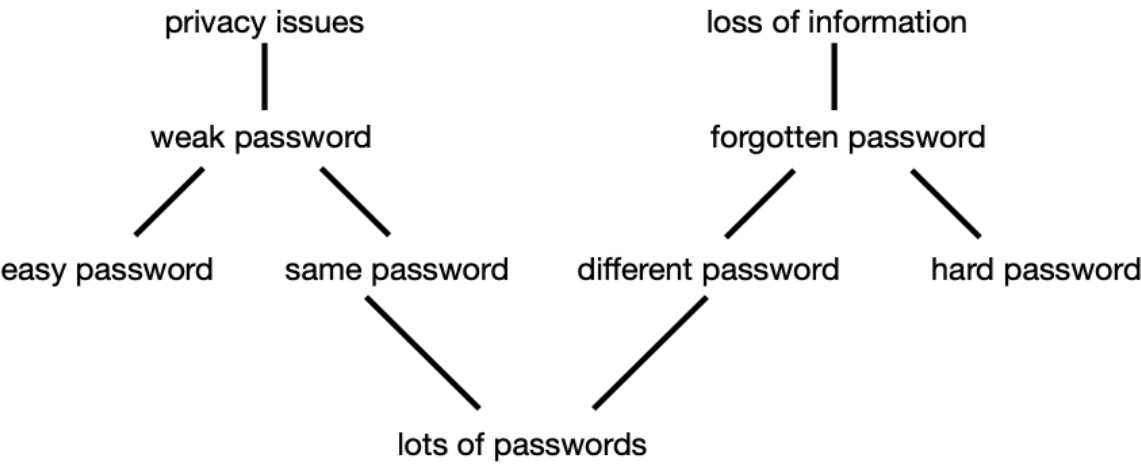 privacy issues
loss of information
weak password
forgotten password
easy password
same password
different password
hard password
lots of passwords